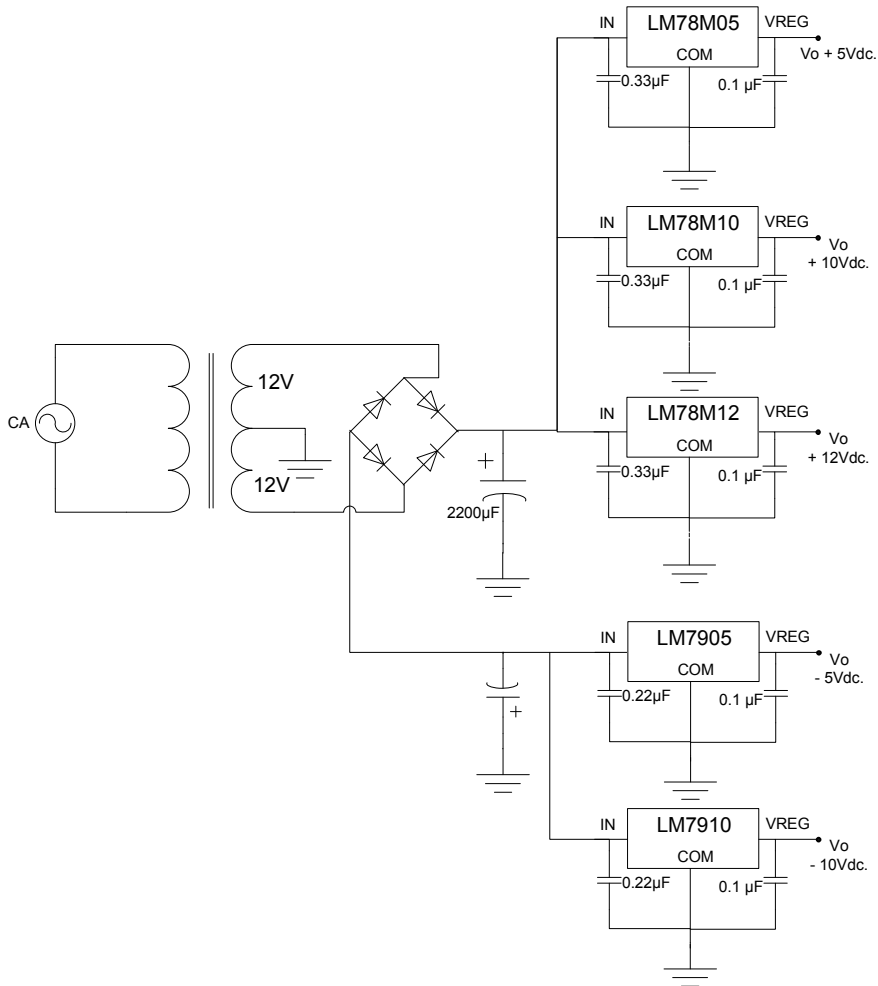 IN
LM78M05
VREG
COM
Vo + 5Vdc.
0.33µF
0.1 µF
IN
LM78M10
VREG
COM
Vo
+ 10Vdc.
0.33µF
0.1 µF
CA
12V
12V
+
2200µF
IN
LM78M12
VREG
COM
Vo
+ 12Vdc.
0.33µF
0.1 µF
IN
LM7905
VREG
COM
Vo
- 5Vdc.
0.22µF
0.1 µF
+
IN
LM7910
VREG
COM
Vo
- 10Vdc.
0.22µF
0.1 µF